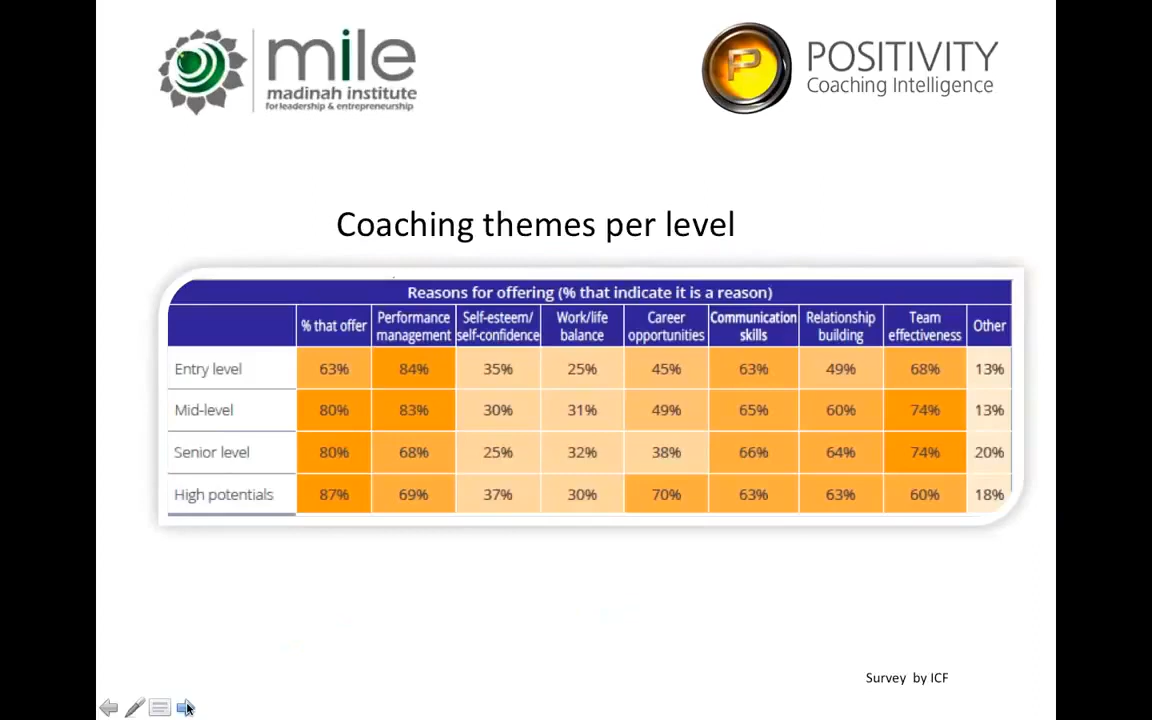 mile
madinah institute
for leadership & entrepreneurship
P
POSITIVITY
Coaching Intelligence
Coaching themes per level
Reasons for offering (% that indicate it is a reason)
% that offer Performance management Self-esteem/ self-confidence Work/life balance Career opportunities Communication skills Relationship building Team effectiveness Other
Entry level 63% 84% 35% 25% 45% 63% 49% 68% 13%
Mid-level 80% 83% 30% 31% 49% 65% 60% 74% 13%
Senior level 80% 68% 25% 32% 38% 66% 64% 74% 20%
High potentials 87% 69% 37% 30% 70% 63% 63% 60% 18%
Survey by ICF